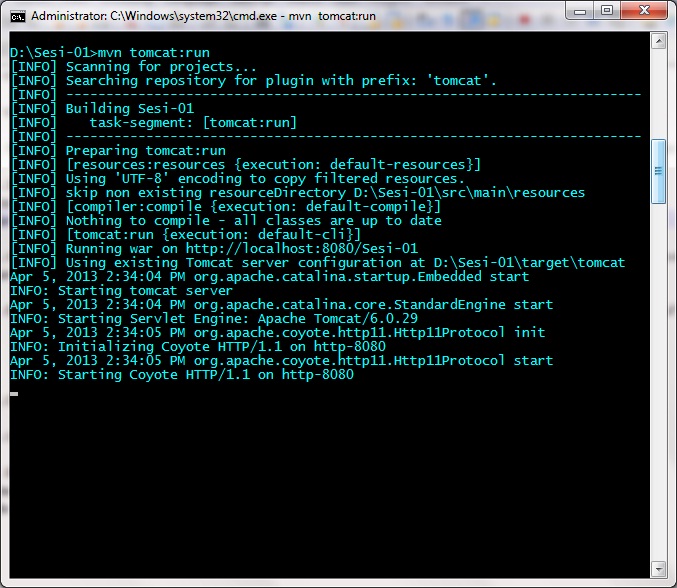 Administrator: C:\Windows\system32\cmd.exe - mvn  tomcat:run
D:\Sesi-01>mvn tomcat:run
[INFO] Scanning for projects...
[INFO] Searching repository for plugin with prefix: 'tomcat'.
[INFO] ------------------------------------------------------------------------
[INFO] Building Sesi-01
[INFO]    task-segment: [tomcat:run]
[INFO] ------------------------------------------------------------------------
[INFO] Preparing tomcat:run
[INFO] [resources:resources {execution: default-resources}]
[INFO] Using 'UTF-8' encoding to copy filtered resources.
[INFO] skip non existing resourceDirectory D:\Sesi-01\src\main\resources
[INFO] [compiler:compile {execution: default-compile}]
[INFO] Nothing to compile - all classes are up to date
[INFO] [tomcat:run {execution: default-cli}]
[INFO] Running war on http://localhost:8080/Sesi-01
[INFO] Using existing Tomcat server configuration at D:\Sesi-01\target\tomcat
Apr 5, 2013 2:34:04 PM org.apache.catalina.startup.Embedded start
INFO: Starting tomcat server
Apr 5, 2013 2:34:04 PM org.apache.catalina.core.StandardEngine start
INFO: Starting Servlet Engine: Apache Tomcat/6.0.29
Apr 5, 2013 2:34:05 PM org.apache.coyote.http11.Http11Protocol init
INFO: Initializing Coyote HTTP/1.1 on http-8080
Apr 5, 2013 2:34:05 PM org.apache.coyote.http11.Http11Protocol start
INFO: Starting Coyote HTTP/1.1 on http-8080